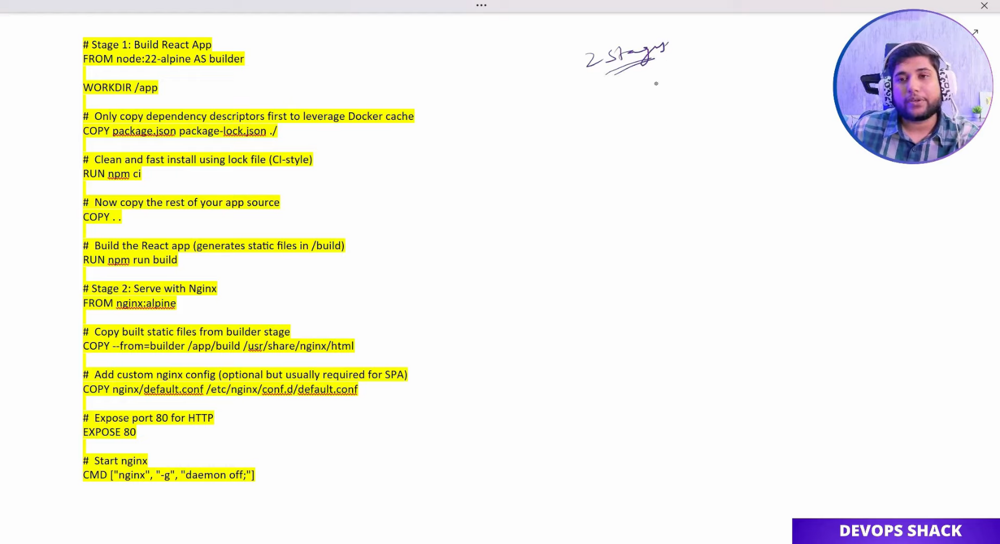 # Stage 1: Build React App
FROM node:22-alpine AS builder
WORKDIR /app
#  Only copy dependency descriptors first to leverage Docker cache
COPY package.json package-lock.json ./
#  Clean and fast install using lock file (CI-style)
RUN npm ci
#  Now copy the rest of your app source
COPY . .
#  Build the React app (generates static files in /build)
RUN npm run build
# Stage 2: Serve with Nginx
FROM nginx:alpine
#  Copy built static files from builder stage
COPY --from=builder /app/build /usr/share/nginx/html
#  Add custom nginx config (optional but usually required for SPA)
COPY nginx/default.conf /etc/nginx/conf.d/default.conf
#  Expose port 80 for HTTP
EXPOSE 80
#  Start nginx
CMD ["nginx", "-g", "daemon off;"]
2 stages
DEVOPS SHACK